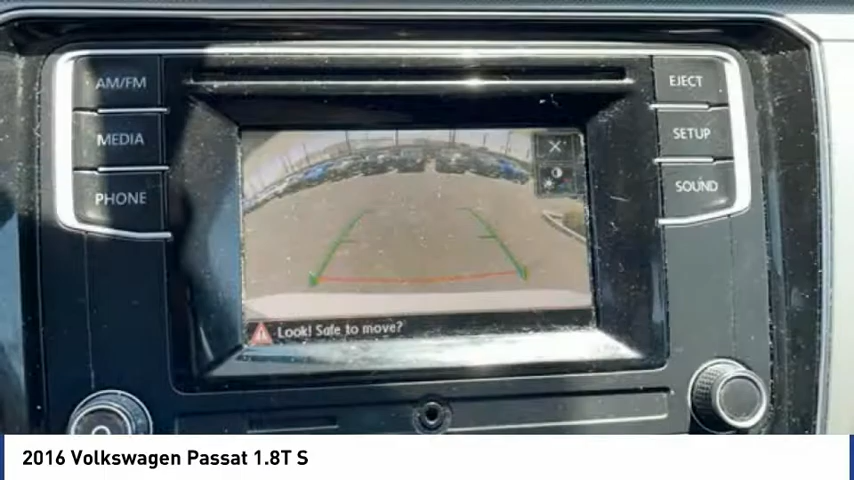 AM/FM
EJECT
MEDIA
SETUP
PHONE
SOUND
Look! Safe to move?
2016 Volkswagen Passat 1.8T S